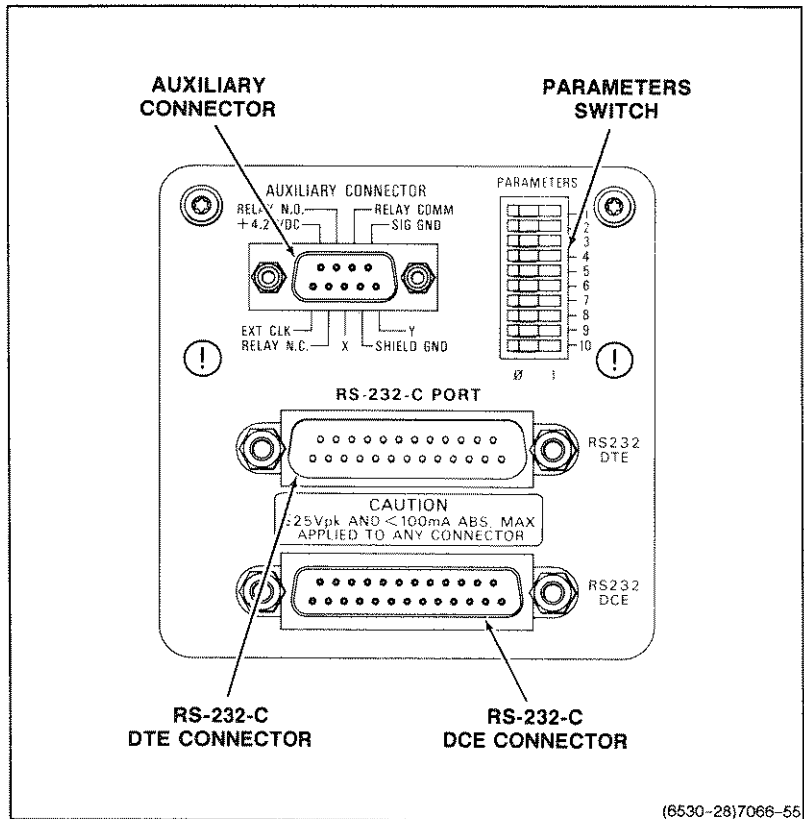 AUXILIARY
CONNECTOR
PARAMETERS
SWITCH
AUXILIARY CONNECTOR
RELAY N.O.
RELAY COMM
+4.2 VDC
SIG GND
EXT CLK
Y
RELAY N.C.
X
SHIELD GND
PARAMETERS
1
2
3
4
5
6
7
8
9
10
Ø 1
!
!
RS-232-C PORT
RS232
DTE
CAUTION
≤25Vpk AND <100mA ABS. MAX
APPLIED TO ANY CONNECTOR
RS232
DCE
RS-232-C
DTE CONNECTOR
RS-232-C
DCE CONNECTOR
(6530-28)7066-55